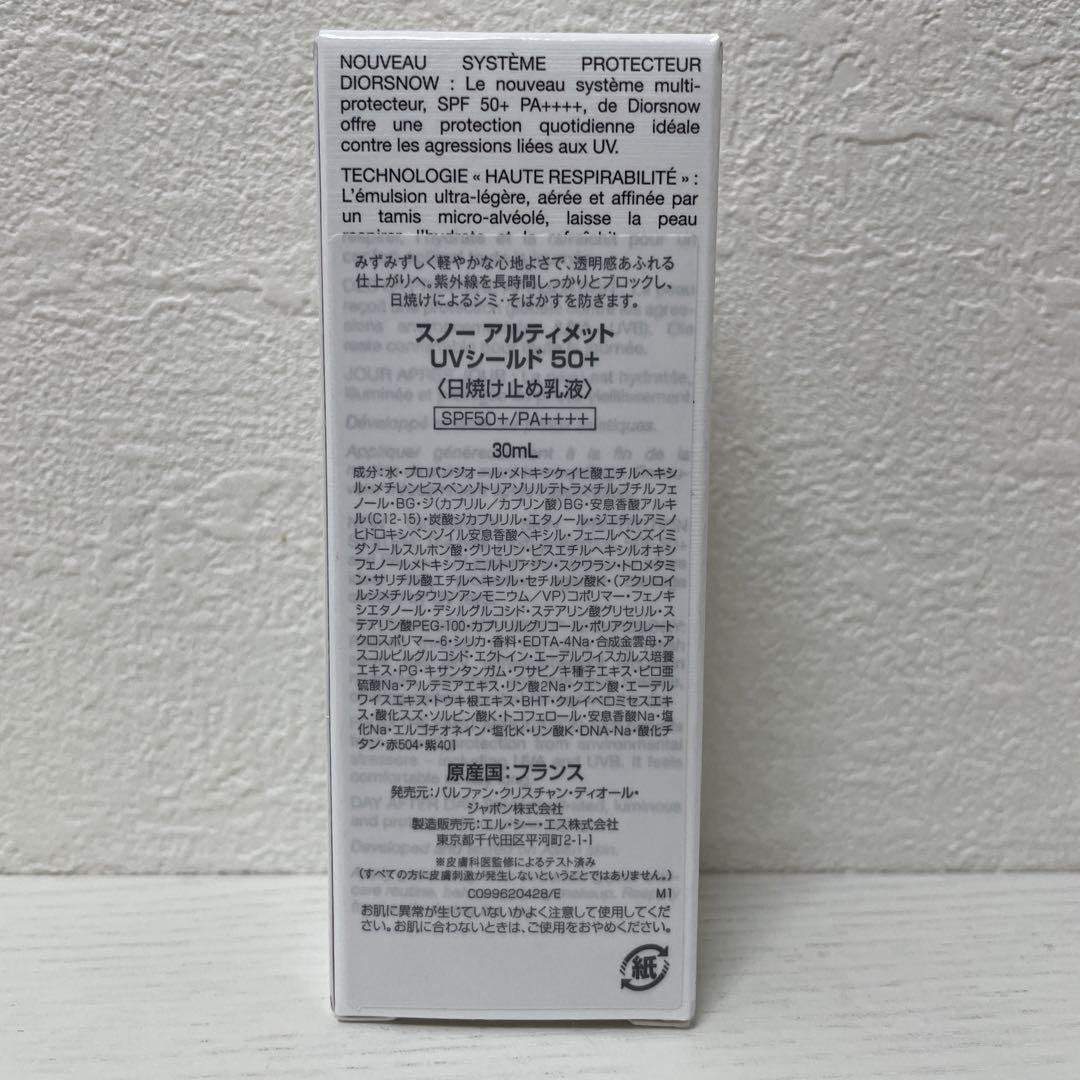 NOUVEAU SYSTÈME PROTECTEUR
DIORSNOW : Le nouveau système multi-
protecteur, SPF 50+ PA++++, de Diorsnow
offre une protection quotidienne idéale
contre les agressions liées aux UV.
TECHNOLOGIE « HAUTE RESPIRABILITÉ » :
L'émulsion ultra-légère, aérée et affinée par
un tamis micro-alvéolé, laisse la peau
respirer, l'hydrate et la rafraîchit pour un
みずみずしく軽やかな心地よさで、透明感あふれる
仕上がりへ。紫外線を長時間しっかりとブロックし、
日焼けによるシミ・そばかすを防ぎます。
スノー アルティメット
UVシールド 50+
〈日焼け止め乳液〉
SPF50+/PA++++
30mL
成分:水・プロパンジオール・メトキシケイヒ酸エチルヘキシ
ル・メチレンビスベンゾトリアゾリルテトラメチルブチルフェ
ノール・BG・ジ(カプリル/カプリン酸)BG・安息香酸アルキ
ル(C12-15)・炭酸ジカプリリル・エタノール・ジエチルアミノ
ヒドロキシベンゾイル安息香酸ヘキシル・フェニルベンズイミ
ダゾールスルホン酸・グリセリン・ビスエチルヘキシルオキシ
フェノールメトキシフェニルトリアジン・スクワラン・トロメタミ
ン・サリチル酸エチルヘキシル・セチルリン酸K・(アクリロイ
ルジメチルタウリンアンモニウム/VP)コポリマー・フェノキ
シエタノール・デシルグルコシド・ステアリン酸グリセリル・ス
テアリン酸PEG-100・カプリリルグリコール・ポリアクリレート
クロスポリマー-6・シリカ・香料・EDTA-4Na・合成金雲母・ア
スコルビルグルコシド・エクトイン・エーデルワイスカルス培養
エキス・PG・キサンタンガム・ワサビノキ種子エキス・ピロ亜
硫酸Na・アルテミアエキス・リン酸2Na・クエン酸・エーデル
ワイスエキス・トウキ根エキス・BHT・クルイベロミセスエキ
ス・酸化スズ・ソルビン酸K・トコフェロール・安息香酸Na・塩
化Na・エルゴチオネイン・塩化K・リン酸K・DNA-Na・酸化チ
タン・赤504・紫401
原産国:フランス
発売元:パルファン・クリスチャン・ディオール・
ジャポン株式会社
製造販売元:エル・シー・エス株式会社
東京都千代田区平河町2-1-1
※皮膚科医監修によるテスト済み
(すべての方に皮膚刺激が発生しないということではありません。)
C099620428/E M1
お肌に異常が生じていないかよく注意して使用してくだ
さい。お肌に合わないときは、ご使用をおやめください。
紙